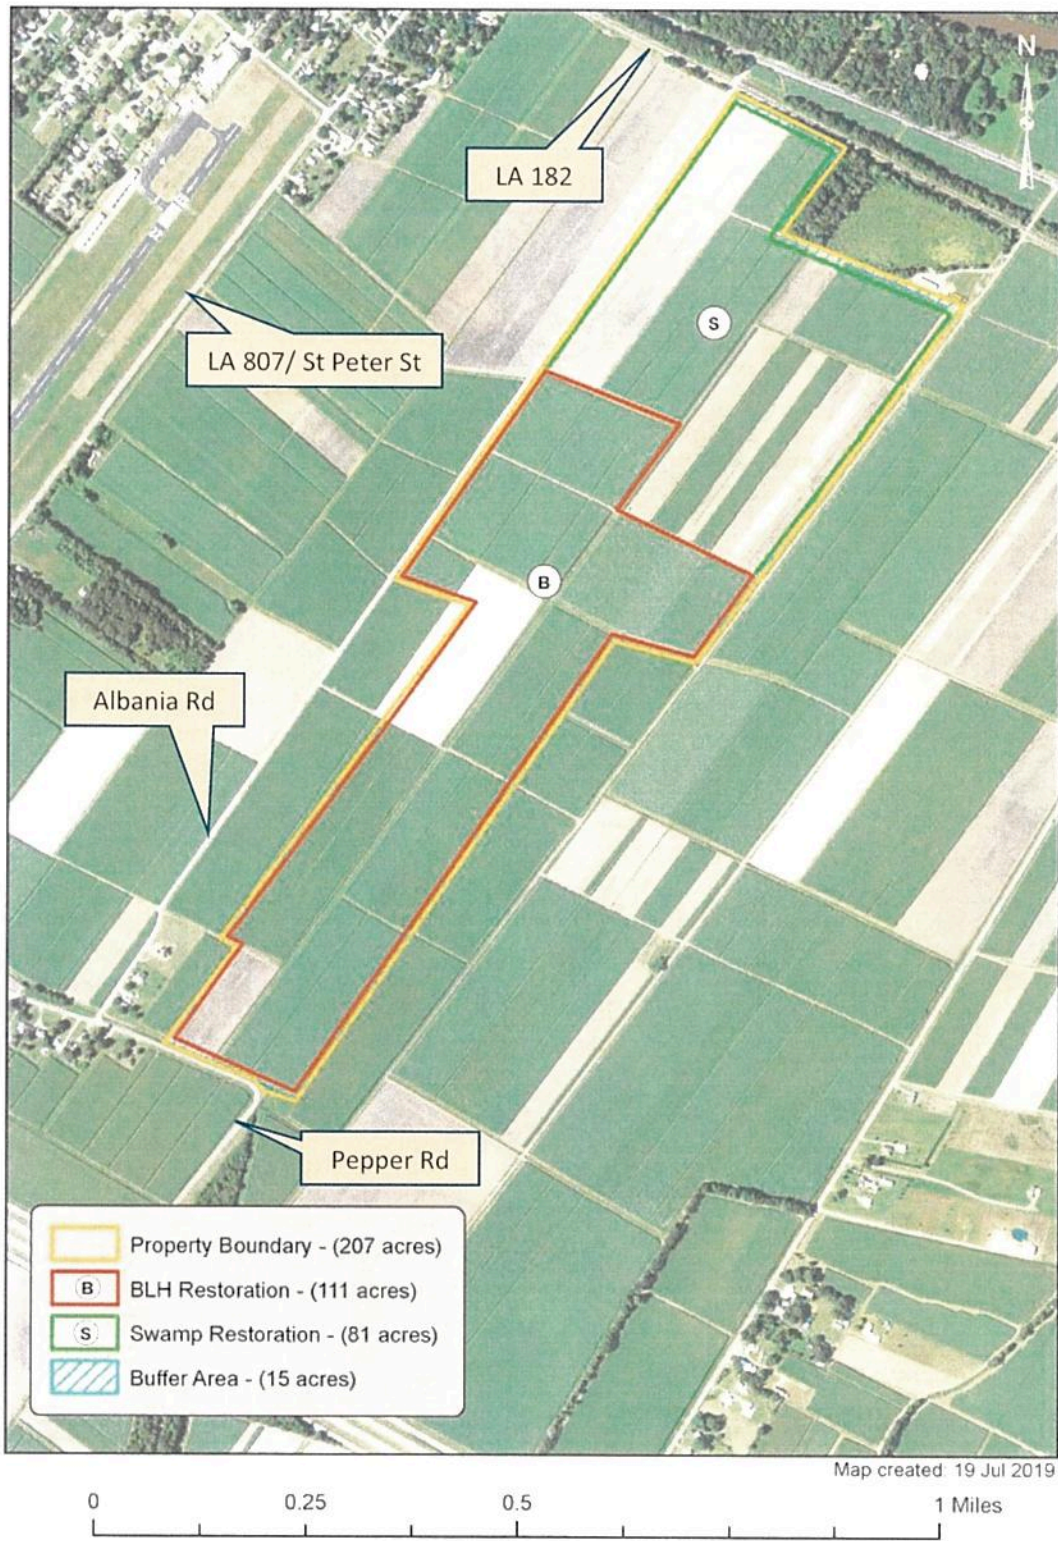 N
LA 182
S
LA 807/ St Peter St
B
Albania Rd
Pepper Rd
Property Boundary - (207 acres)
B BLH Restoration - (111 acres)
S Swamp Restoration - (81 acres)
Buffer Area - (15 acres)
Map created: 19 Jul 2019
0 0.25 0.5 1 Miles